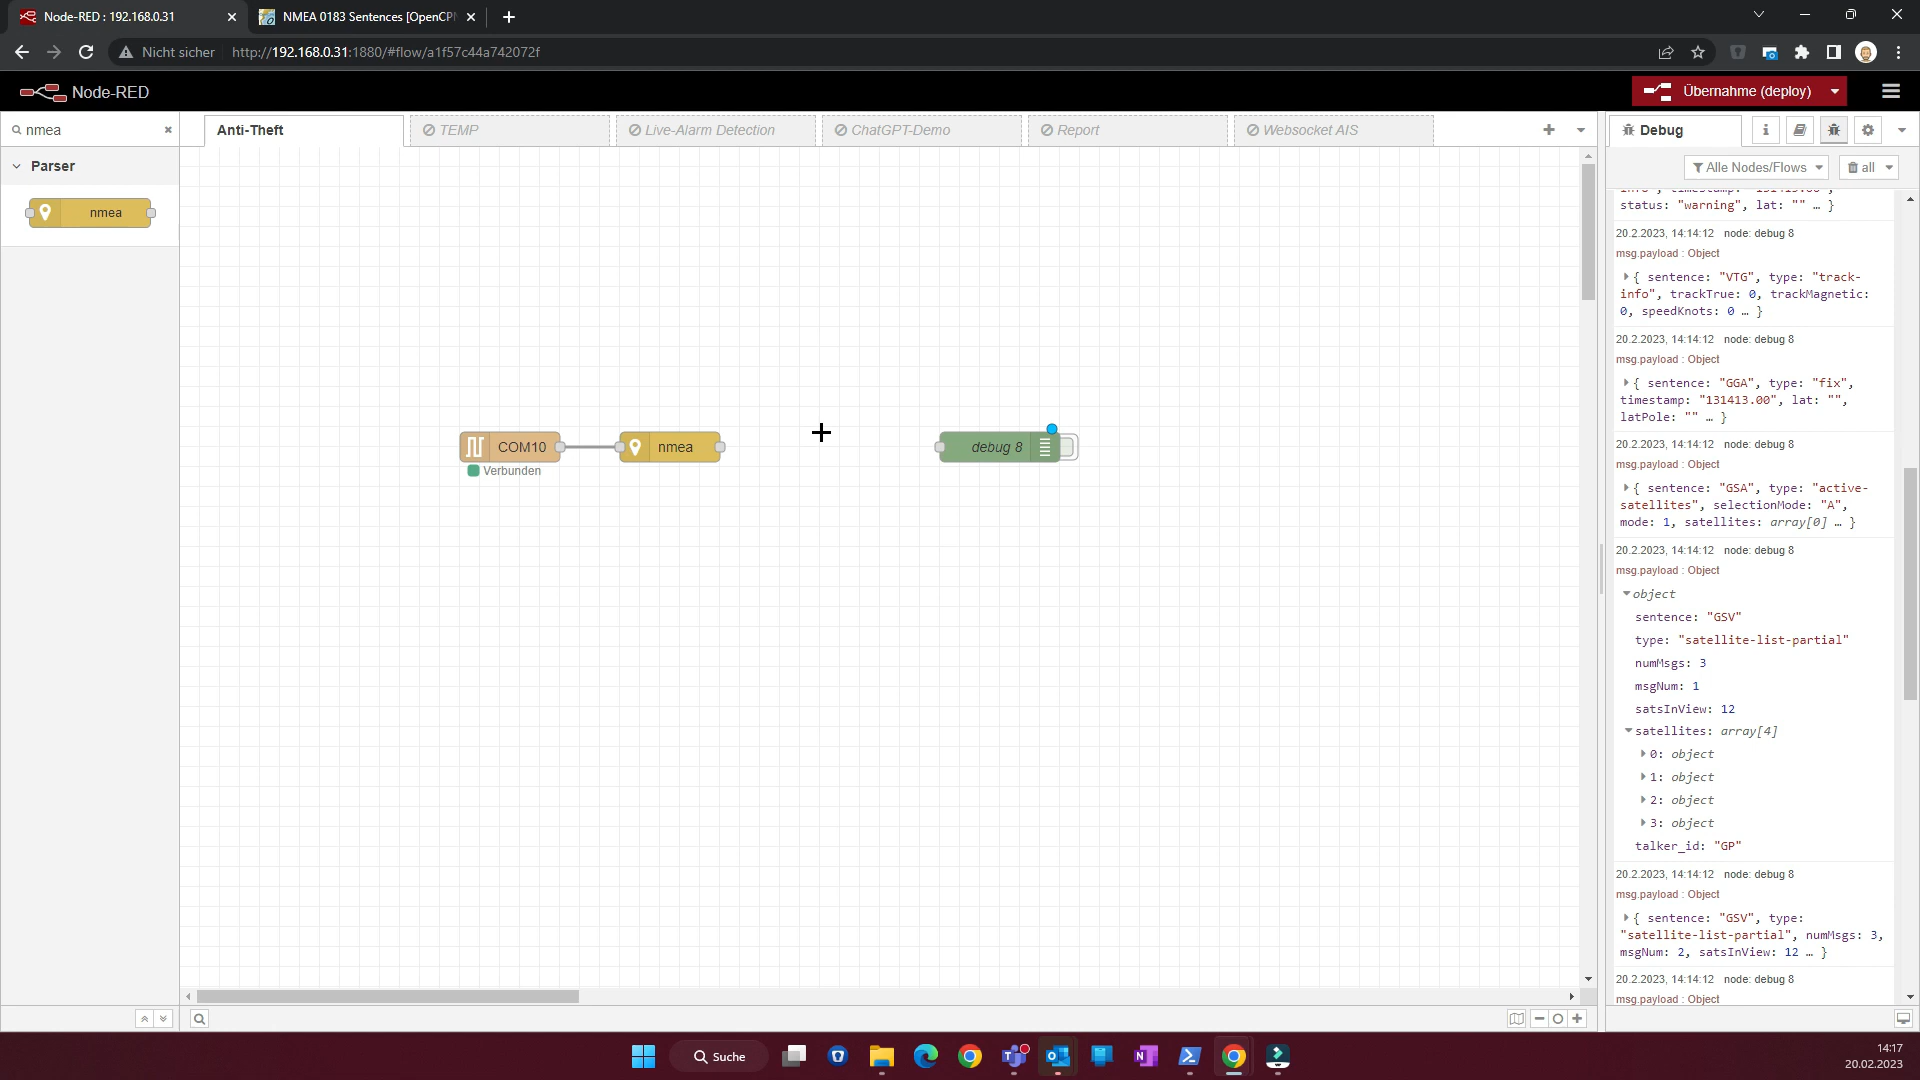 Node-RED : 192.168.0.31
NMEA 0183 Sentences [OpenCP
Nicht sicher
http://192.168.0.31:1880/#flow/a1f57c44a742072f
Node-RED
Übernahme (deploy)
nmea
Anti-Theft
TEMP
Live-Alarm Detection
ChatGPT-Demo
Report
Websocket AIS
Debug
Parser
nmea
Alle Nodes/Flows
all
COM10
Verbunden
nmea
debug 8
status: "warning", lat: "" … }
20.2.2023, 14:14:12 node: debug 8
msg.payload : Object
{ sentence: "VTG", type: "track-
info", trackTrue: 0, trackMagnetic:
0, speedKnots: 0 … }
20.2.2023, 14:14:12 node: debug 8
msg.payload : Object
{ sentence: "GGA", type: "fix",
timestamp: "131413.00", lat: "",
latPole: "" … }
20.2.2023, 14:14:12 node: debug 8
msg.payload : Object
{ sentence: "GSA", type: "active-
satellites", selectionMode: "A",
mode: 1, satellites: array[0] … }
20.2.2023, 14:14:12 node: debug 8
msg.payload : Object
object
sentence: "GSV"
type: "satellite-list-partial"
numMsgs: 3
msgNum: 1
satsInView: 12
satellites: array[4]
0: object
1: object
2: object
3: object
talker_id: "GP"
20.2.2023, 14:14:12 node: debug 8
msg.payload : Object
{ sentence: "GSV", type:
"satellite-list-partial", numMsgs: 3,
msgNum: 2, satsInView: 12 … }
20.2.2023, 14:14:12 node: debug 8
msg.payload : Object
Suche
14:17
20.02.2023